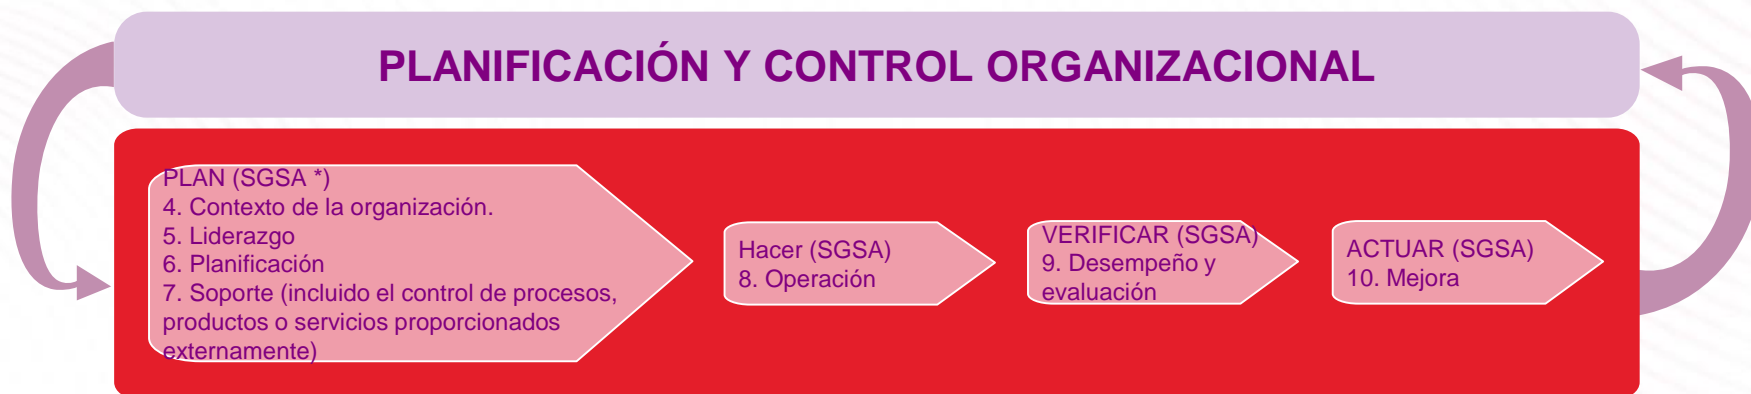 PLANIFICACIÓN Y CONTROL ORGANIZACIONAL
PLAN (SGSA *)
4. Contexto de la organización.
5. Liderazgo
6. Planificación
7. Soporte (incluido el control de procesos,
productos o servicios proporcionados
externamente)
Hacer (SGSA)
8. Operación
VERIFICAR (SGSA)
9. Desempeño y
evaluación
ACTUAR (SGSA)
10. Mejora